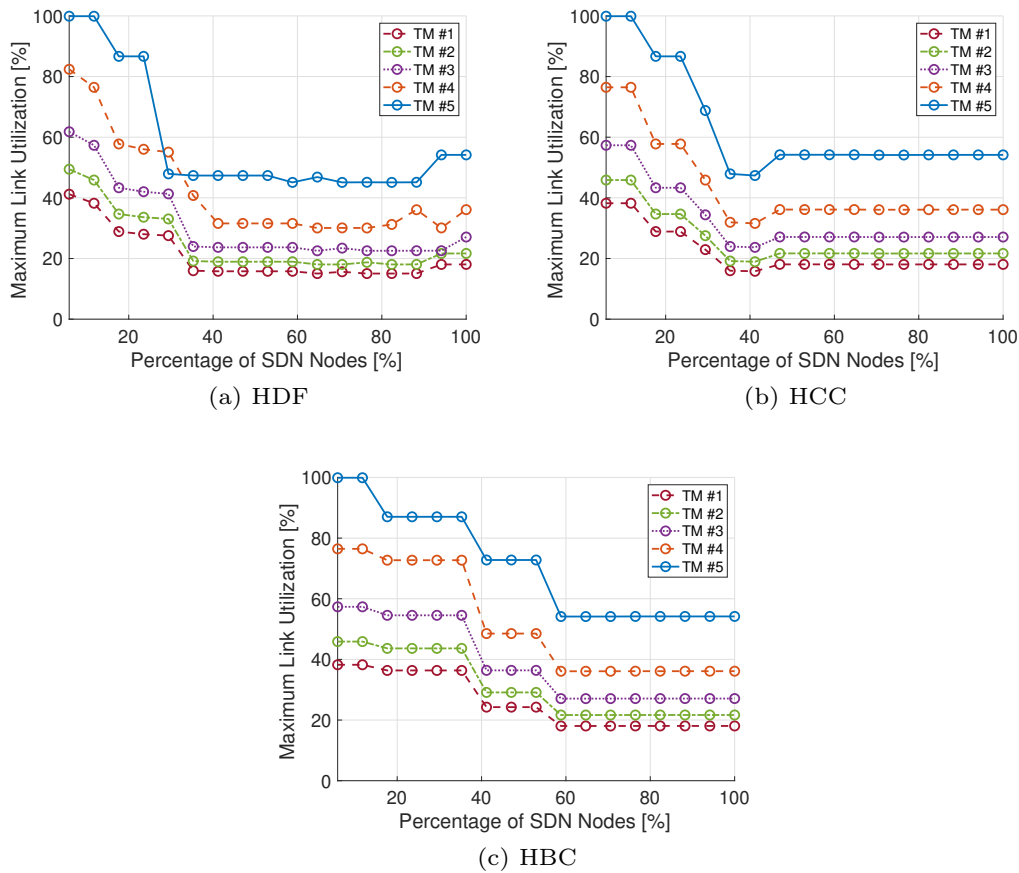 Maximum Link Utilization [%]
100
80
60
40
20
0
TM #1
TM #2
TM #3
TM #4
TM #5
20
40
60
80
100
Percentage of SDN Nodes [%]
(a) HDF
Maximum Link Utilization [%]
100
80
60
40
20
0
TM #1
TM #2
TM #3
TM #4
TM #5
20
40
60
80
100
Percentage of SDN Nodes [%]
(b) HCC
Maximum Link Utilization [%]
100
80
60
40
20
0
TM #1
TM #2
TM #3
TM #4
TM #5
20
40
60
80
100
Percentage of SDN Nodes [%]
(c) HBC